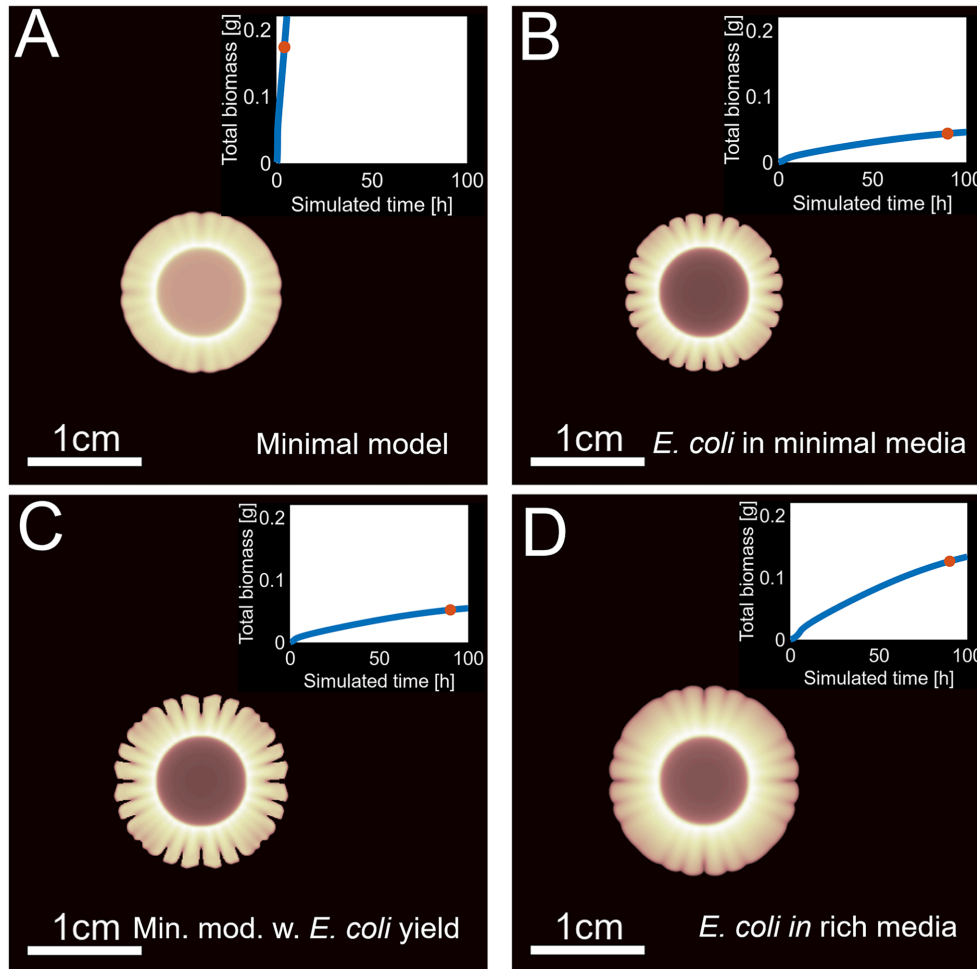 A
Total biomass [g]
0.2
0.1
0
0
50
100
Simulated time [h]
1cm
Minimal model
B
Total biomass [g]
0.2
0.1
0
0
50
100
Simulated time [h]
1cm
E. coli in minimal media
C
Total biomass [g]
0.2
0.1
0
0
50
100
Simulated time [h]
1cm
Min. mod. w. E. coli yield
D
Total biomass [g]
0.2
0.1
0
0
50
100
Simulated time [h]
1cm
E. coli in rich media